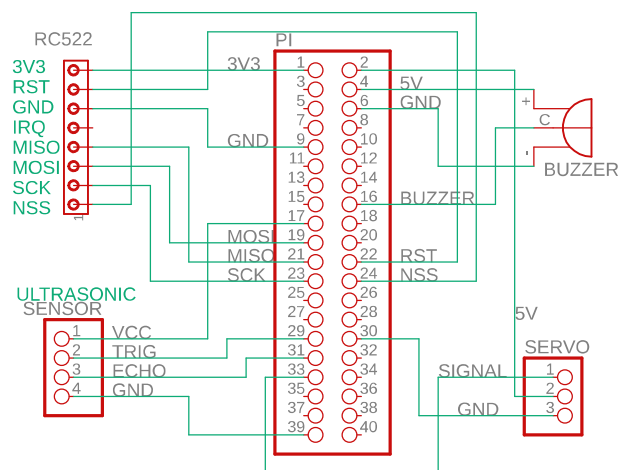 RC522
3V3
RST
GND
IRQ
MISO
MOSI
SCK
NSS
1
PI
3V3 1 2
3 4 5V
5 6 GND
7 8
GND 9 10
11 12
13 14
15 16 BUZZER
17 18
MOSI 19 20
MISO 21 22 RST
SCK 23 24 NSS
25 26
27 28
29 30
31 32
33 34
35 36
37 38
39 40
+
C
-
BUZZER
ULTRASONIC
SENSOR
1 VCC
2 TRIG
3 ECHO
4 GND
5V
SERVO
SIGNAL 1
2
GND 3